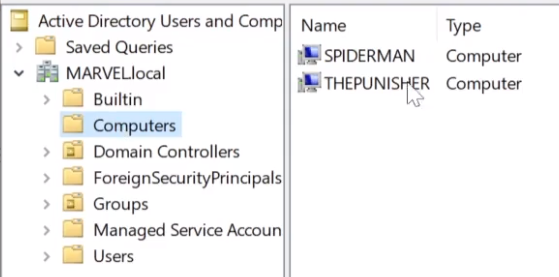 Active Directory Users and Comp
Saved Queries
MARVEL.local
Builtin
Computers
Domain Controllers
ForeignSecurityPrincipals
Groups
Managed Service Accoun
Users
Name Type
SPIDERMAN Computer
THEPUNISHER Computer